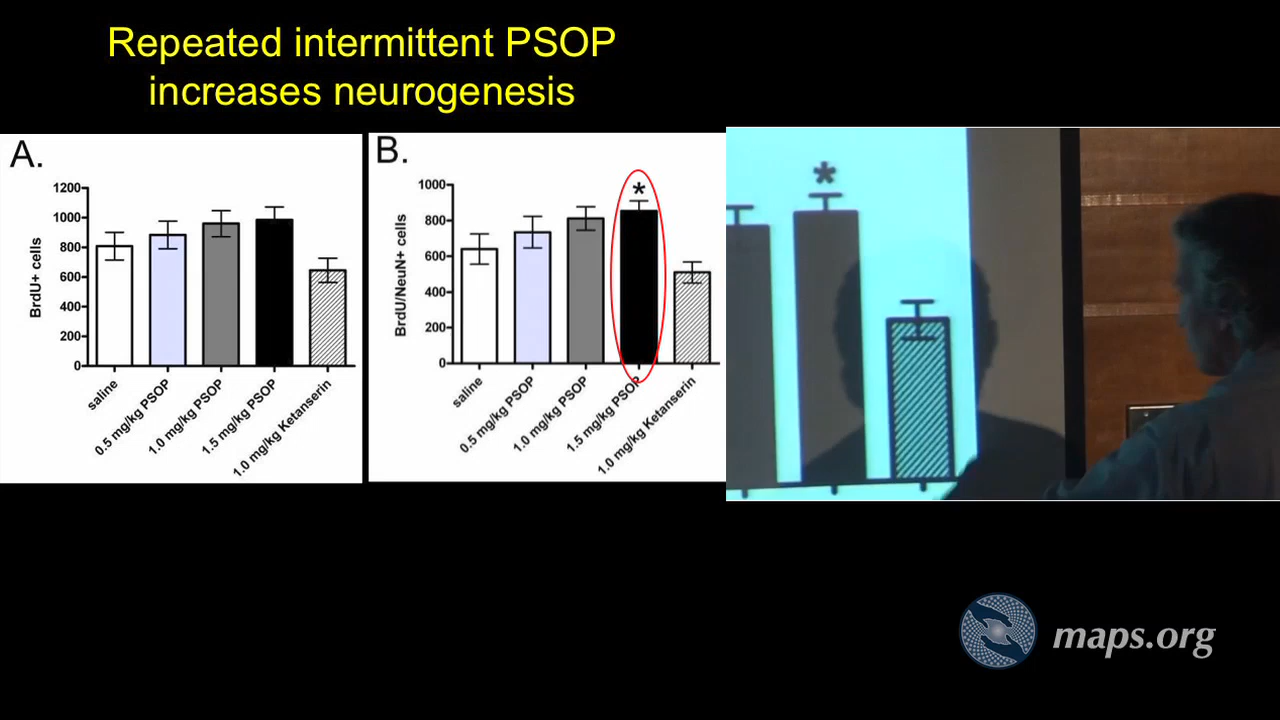 Repeated intermittent PSOP
increases neurogenesis
A.
BrdU+ cells
1200
1000
800
600
400
200
0
saline
0.5 mg/kg PSOP
1.0 mg/kg PSOP
1.5 mg/kg PSOP
1.0 mg/kg Ketanserin
B.
BrdU/NeuN+ cells
1000
800
600
400
200
0
*
saline
0.5 mg/kg PSOP
1.0 mg/kg PSOP
1.5 mg/kg PSOP
1.0 mg/kg Ketanserin
*
maps.org